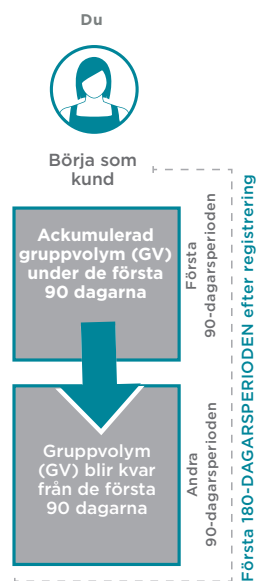 Du
Börja som
kund
Ackumulerad
gruppvolym (GV)
under de första
90 dagarna
Första
90-dagarsperioden
Gruppvolym
(GV) blir kvar
från de första
90 dagarna
Andra
90-dagarsperioden
Första 180-DAGARSPERIODEN efter registrering